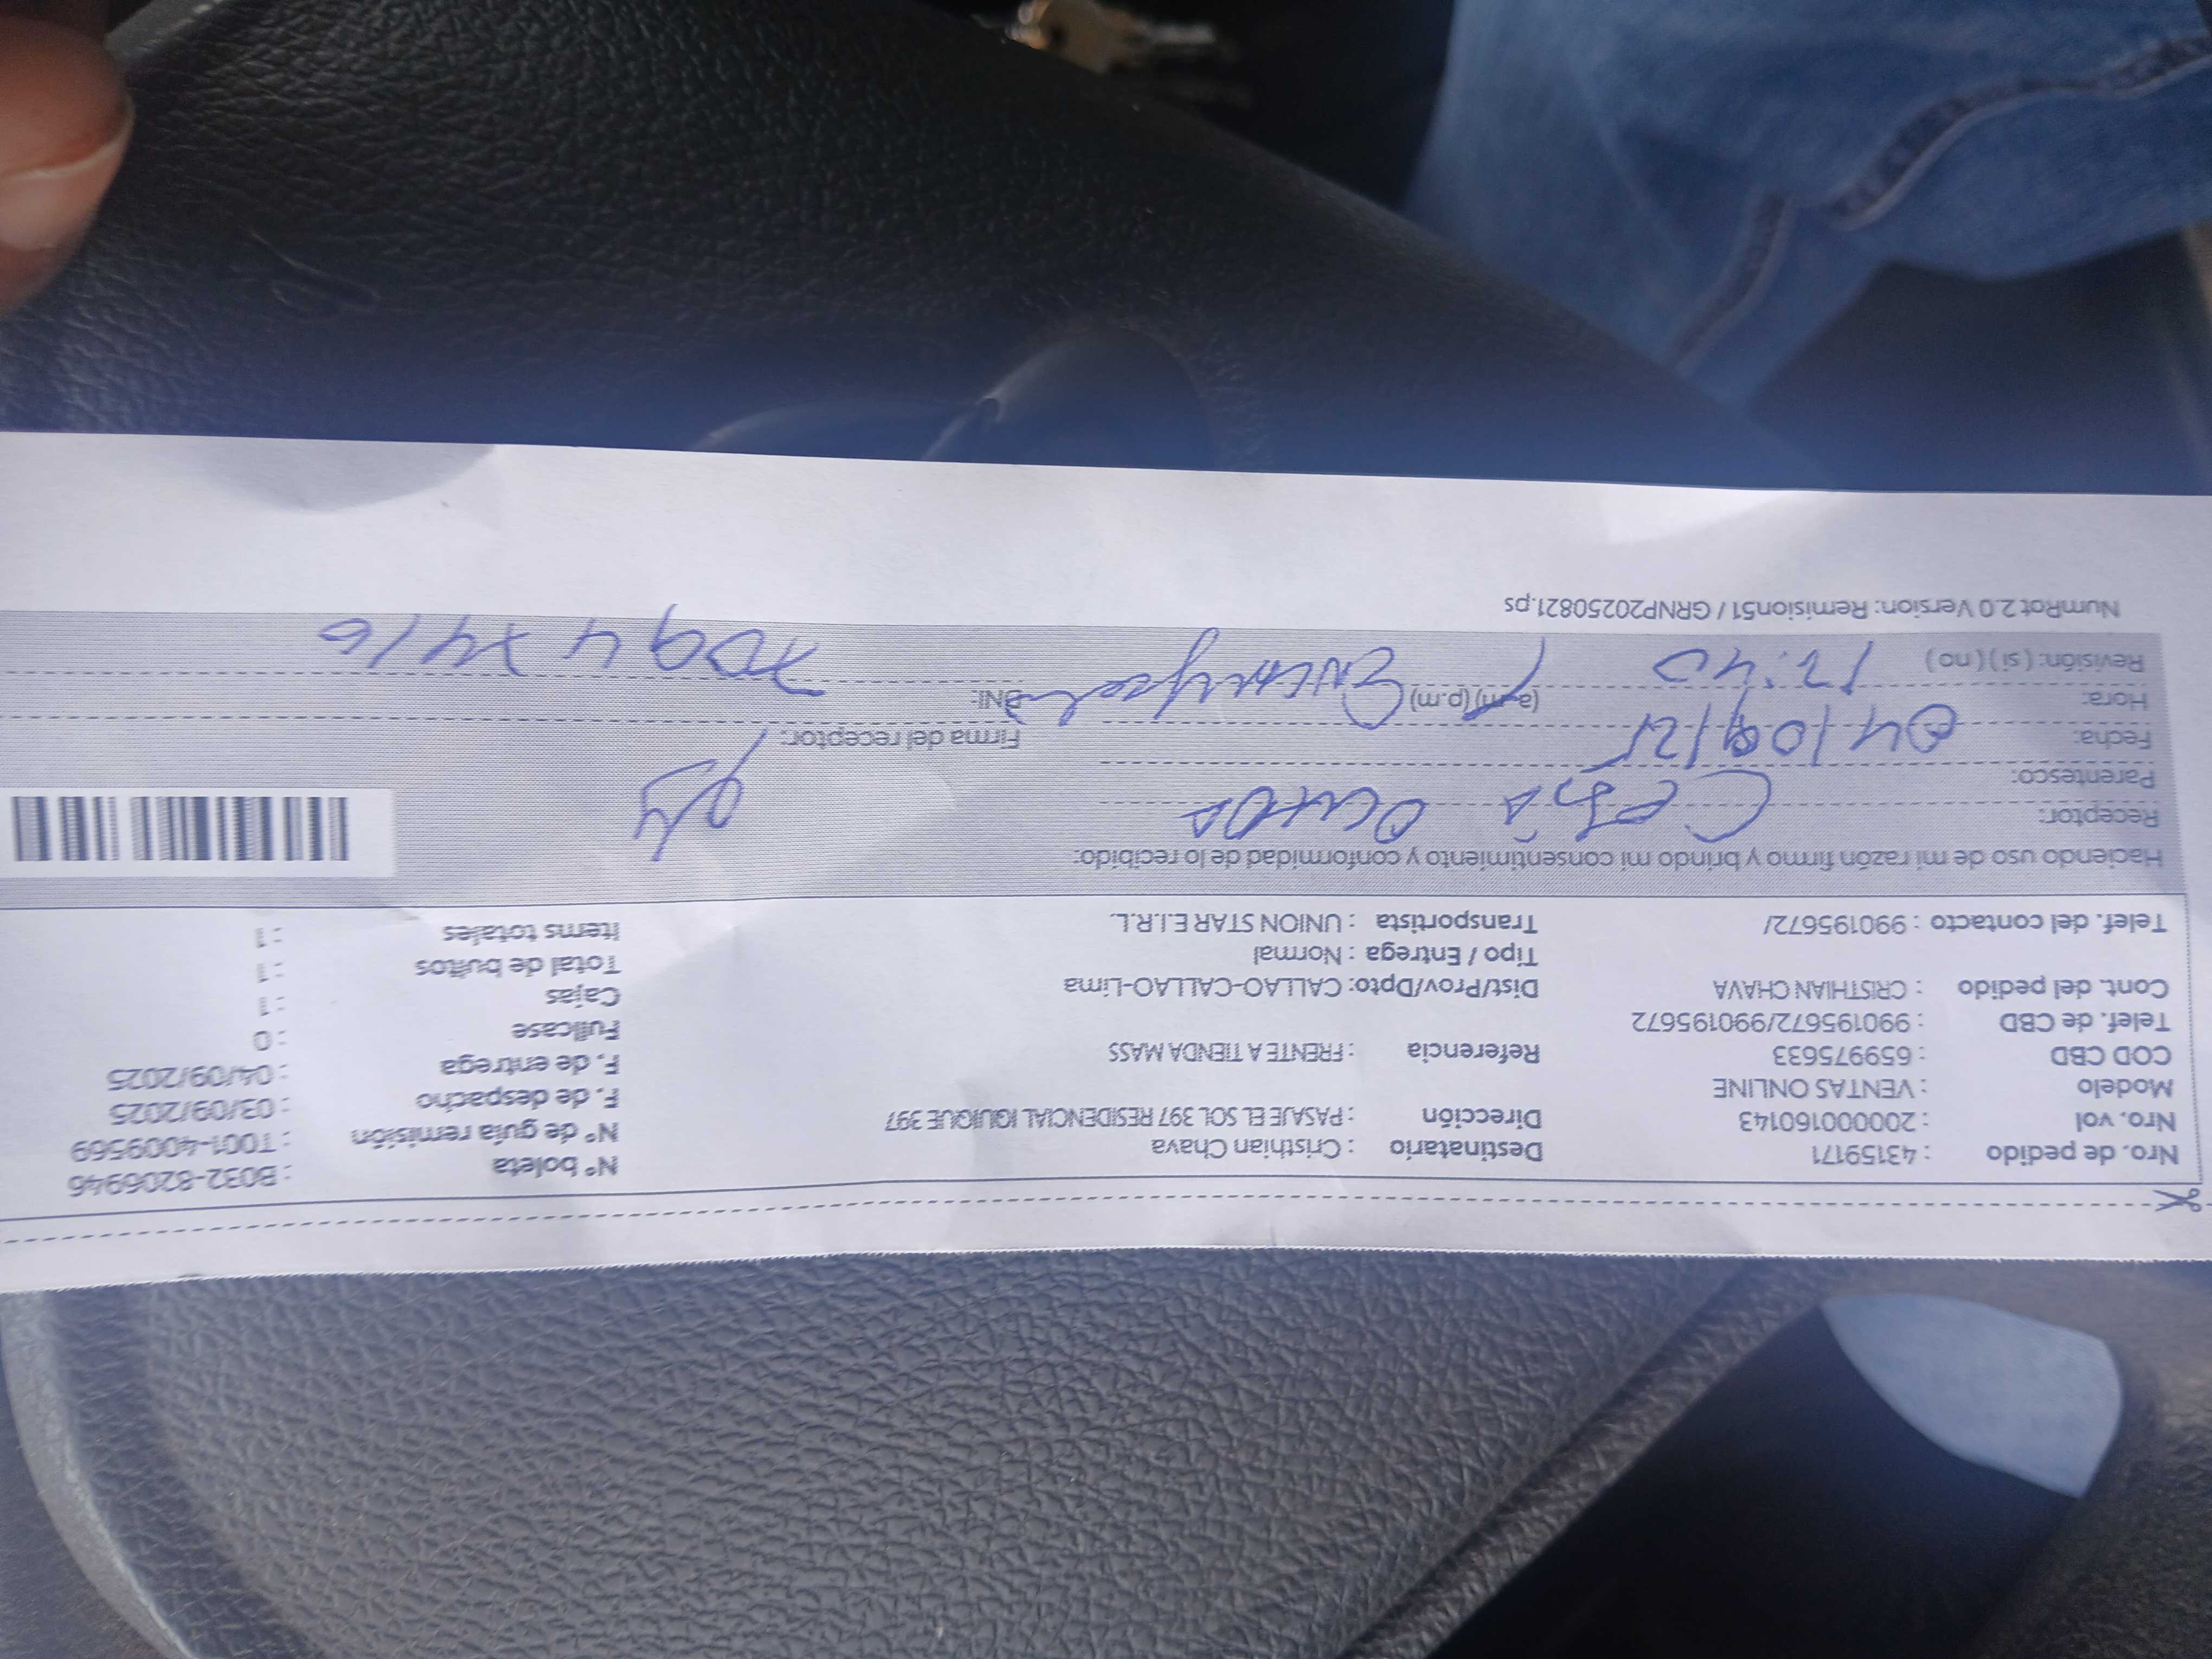 Nro. de pedido : 43159171
Nro. vol : 200000160143
Modelo : VENTAS ONLINE
COD CBD : 659975633
Telef. de CBD : 990195672/990195672
Cont. del pedido : CRISTHIAN CHAVA
Telef. del contacto : 990195672/
Destinatario : Cristhian Chava
Dirección : PASAJE EL SOL 397 RESIDENCIAL IQUIQUE 397
Referencia : FRENTE A TIENDA MASS
Dist/Prov/Dpto: CALLAO-CALLAO-Lima
Tipo / Entrega : Normal
Transportista : UNION STAR E.I.R.L.
N° boleta : B032-8206946
N° de guía remisión : T001-4009569
F. de despacho : 03/09/2025
F. de entrega : 04/09/2025
Fullcase : 0
Cajas : 1
Total de bultos : 1
Items totales : 1
Haciendo uso de mi razón firmo y brindo mi consentimiento y conformidad de lo recibido:
Receptor: Cesia
Parentesco:
Fecha: 04/09/25
Hora: 12:40 (a.m) (p.m)
Revisión: ( si ) ( no )
Firma del receptor:
DNI: 70947416
NumRot 2.0 Version: Remision51 / GRNP20250821.ps